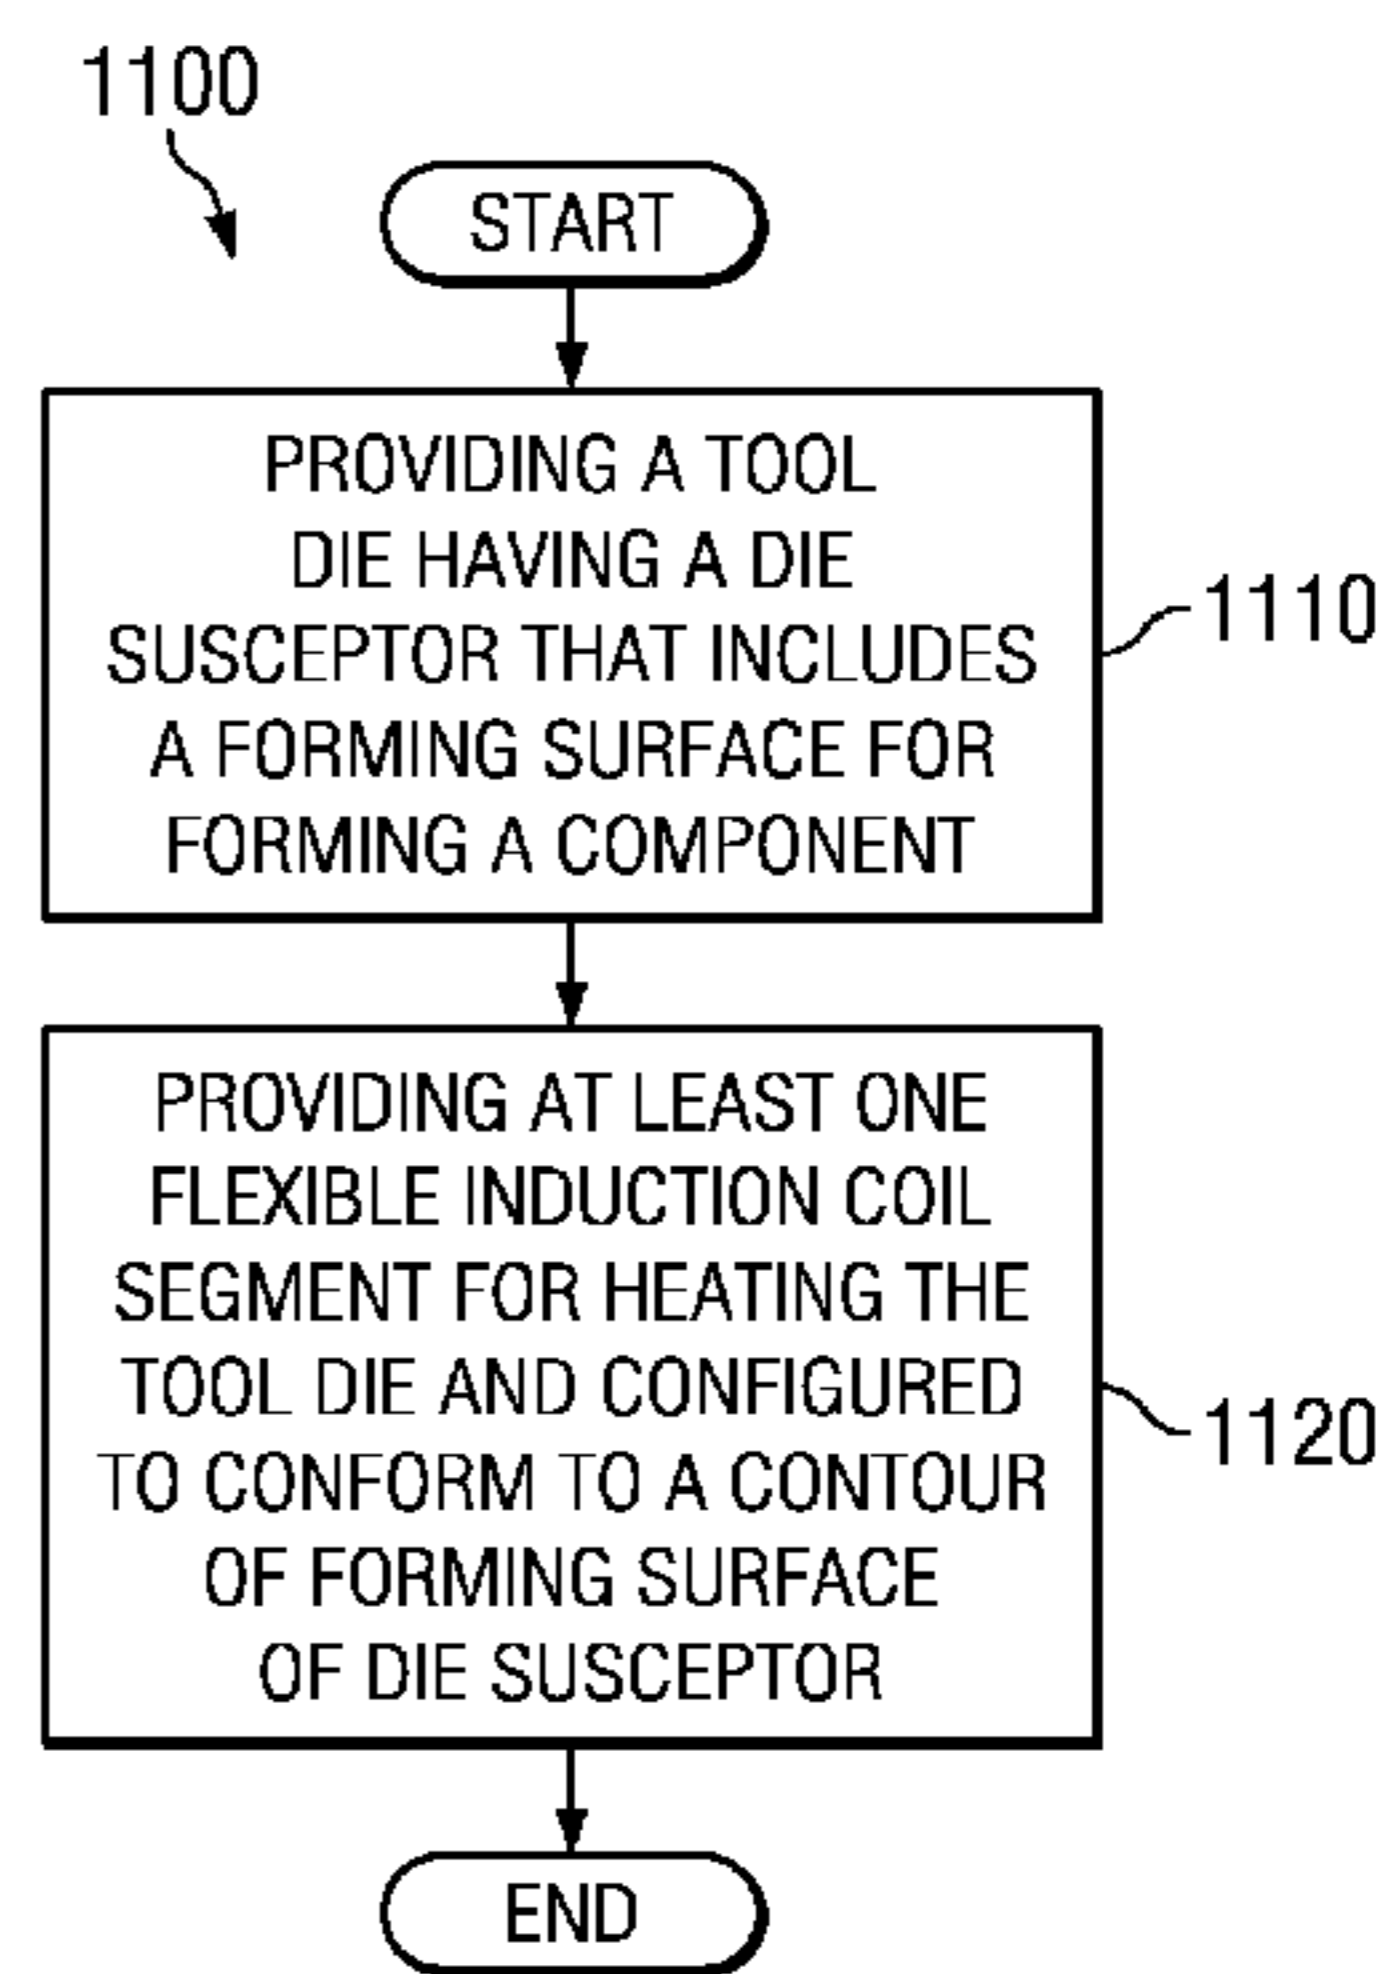 1100
START
PROVIDING A TOOL
DIE HAVING A DIE
SUSCEPTOR THAT INCLUDES
A FORMING SURFACE FOR
FORMING A COMPONENT
1110
PROVIDING AT LEAST ONE
FLEXIBLE INDUCTION COIL
SEGMENT FOR HEATING THE
TOOL DIE AND CONFIGURED
TO CONFORM TO A CONTOUR
OF FORMING SURFACE
OF DIE SUSCEPTOR
1120
END